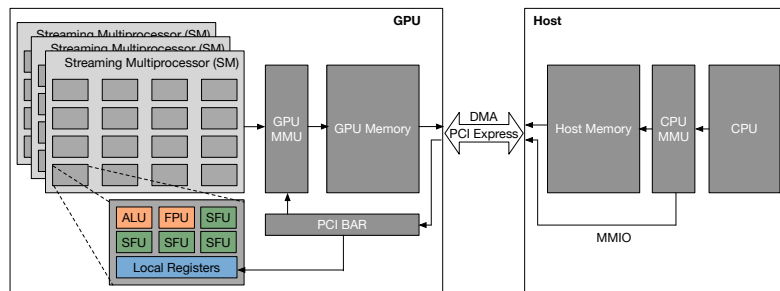 GPU
Host
Streaming Multiprocessor (SM)
Streaming Multiprocessor (SM)
Streaming Multiprocessor (SM)
GPU
MMU
GPU Memory
DMA
PCI Express
Host Memory
CPU
MMU
CPU
ALU FPU SFU
SFU SFU SFU
Local Registers
PCI BAR
MMIO